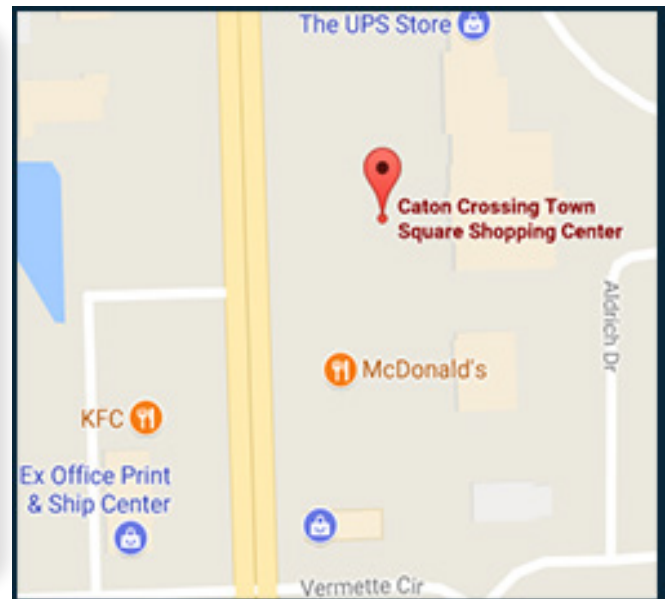 The UPS Store
Caton Crossing Town
Square Shopping Center
Aldrich Dr
McDonald's
KFC
Ex Office Print
& Ship Center
Vermette Cir